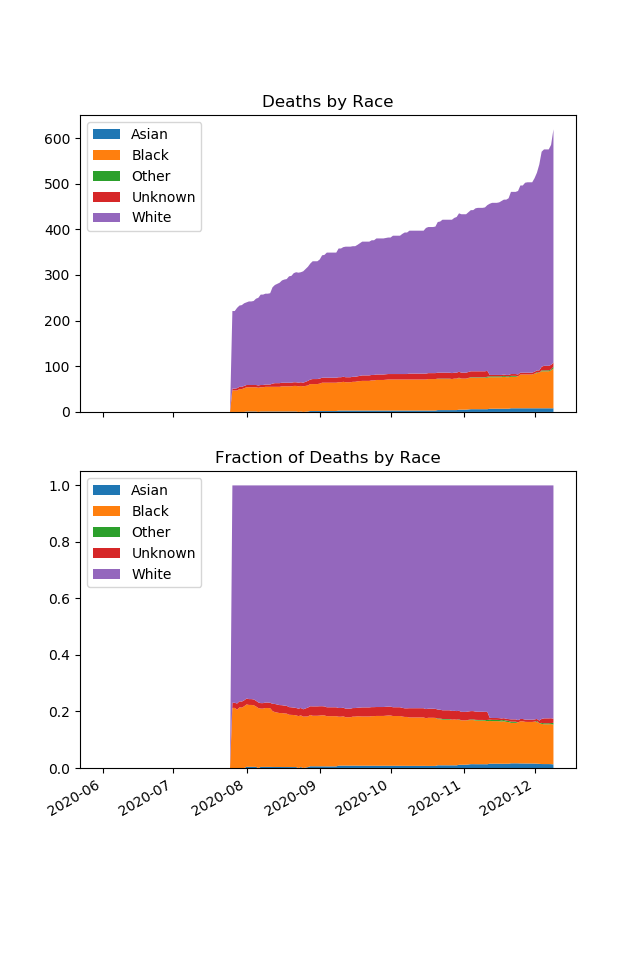 Deaths by Race
Asian
Black
Other
Unknown
White
600
500
400
300
200
100
0
Fraction of Deaths by Race
Asian
Black
Other
Unknown
White
1.0
0.8
0.6
0.4
0.2
0.0
2020-06
2020-07
2020-08
2020-09
2020-10
2020-11
2020-12